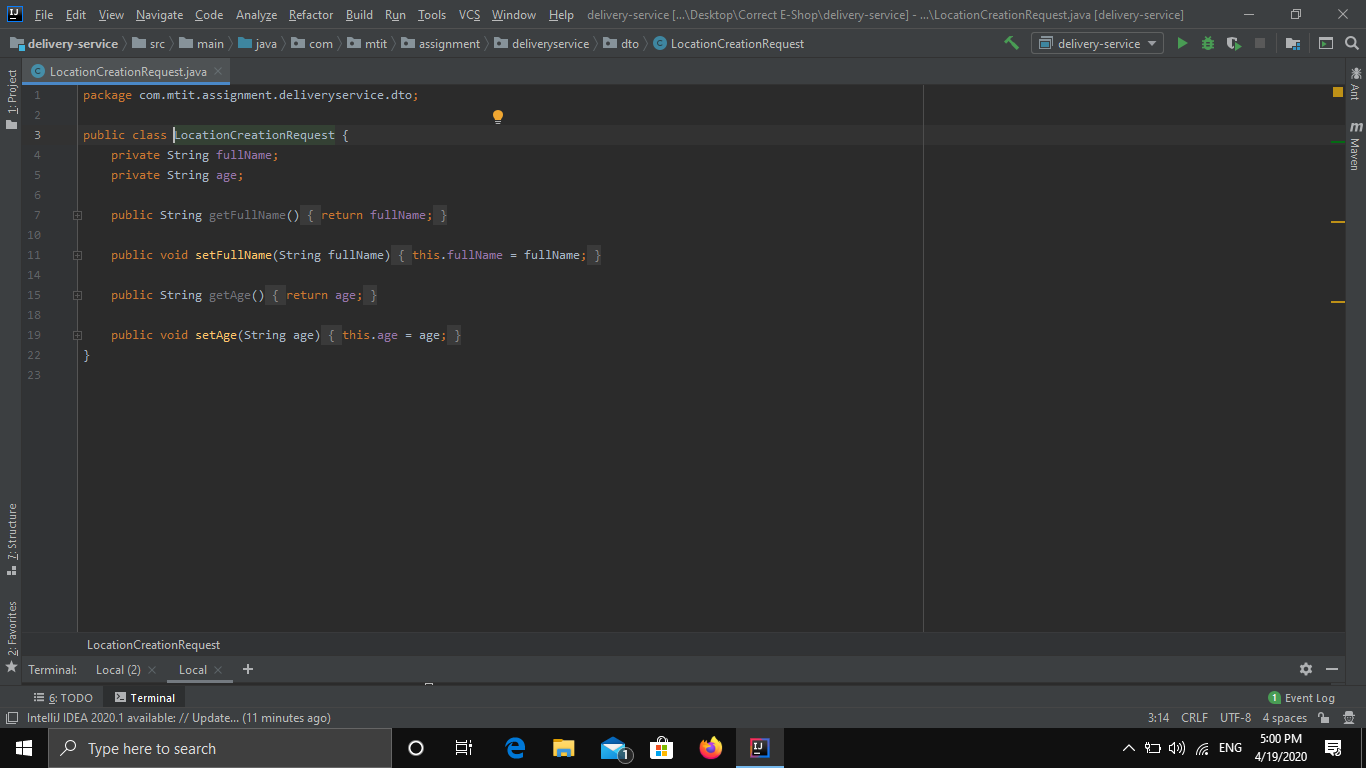 File Edit View Navigate Code Analyze Refactor Build Run Tools VCS Window Help delivery-service [...\Desktop\Correct E-Shop\delivery-service] - ...\LocationCreationRequest.java [delivery-service]
delivery-service src main java com mtit assignment deliveryservice dto LocationCreationRequest delivery-service
1: Project
LocationCreationRequest.java
Ant
Maven
1 package com.mtit.assignment.deliveryservice.dto;
2
3 public class LocationCreationRequest {
4 private String fullName;
5 private String age;
6
7 public String getFullName() { return fullName; }
10
11 public void setFullName(String fullName) { this.fullName = fullName; }
14
15 public String getAge() { return age; }
18
19 public void setAge(String age) { this.age = age; }
22 }
23
7: Structure
2: Favorites
LocationCreationRequest
Terminal: Local (2) Local +
6: TODO Terminal 1 Event Log
IntelliJ IDEA 2020.1 available: // Update... (11 minutes ago) 3:14 CRLF UTF-8 4 spaces
Type here to search 1 ENG 5:00 PM
4/19/2020